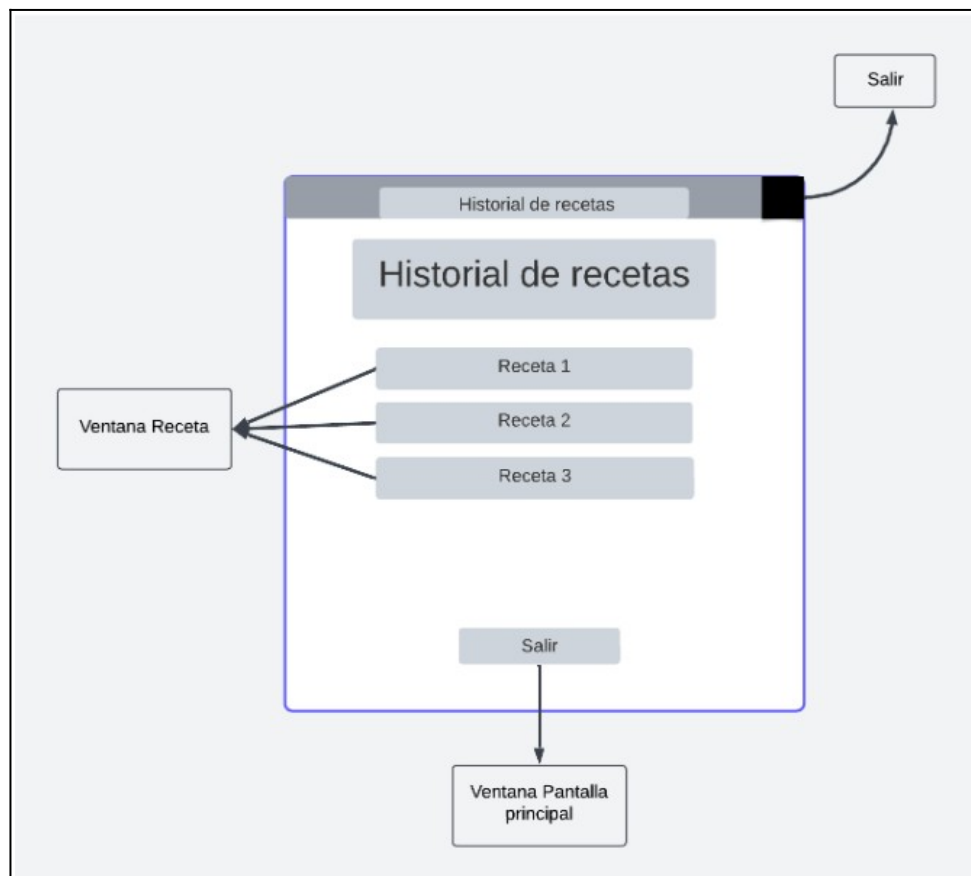 Salir
Historial de recetas
Historial de recetas
Receta 1
Ventana Receta
Receta 2
Receta 3
Salir
Ventana Pantalla
principal